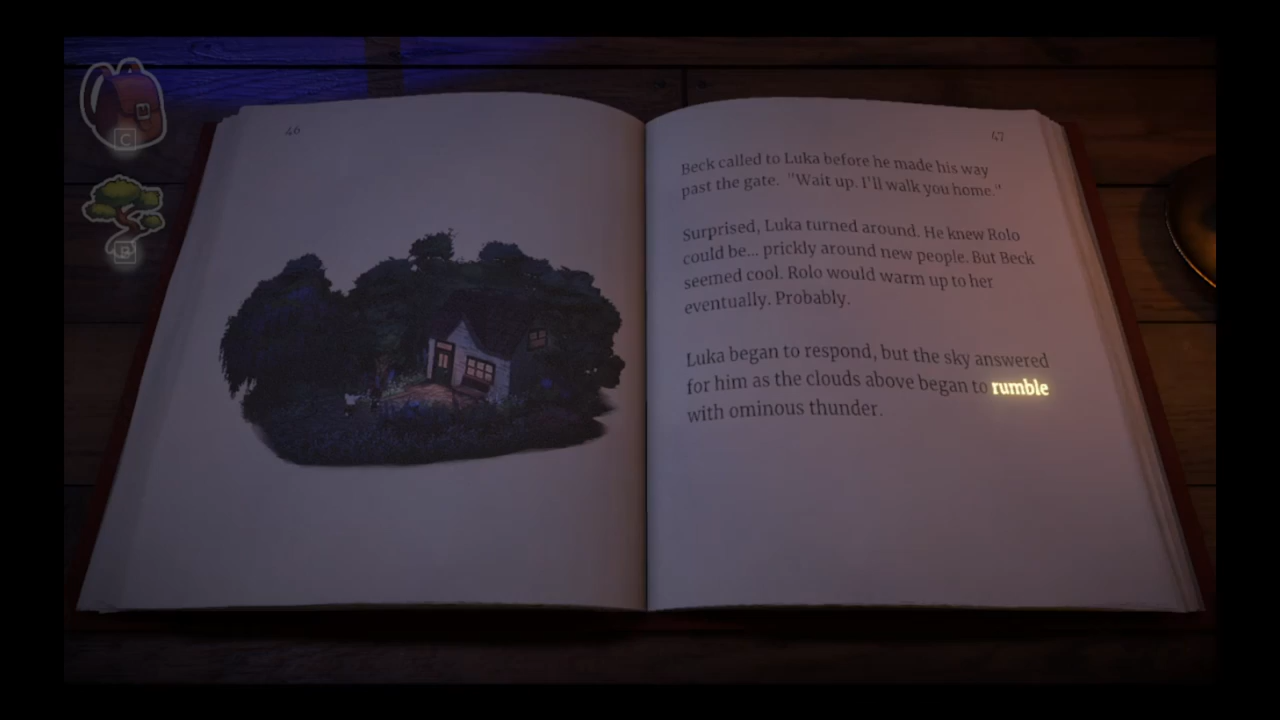 C
B
46
47
Beck called to Luka before he made his way
past the gate. "Wait up. I'll walk you home."
Surprised, Luka turned around. He knew Rolo
could be... prickly around new people. But Beck
seemed cool. Rolo would warm up to her
eventually. Probably.
Luka began to respond, but the sky answered
for him as the clouds above began to rumble
with ominous thunder.